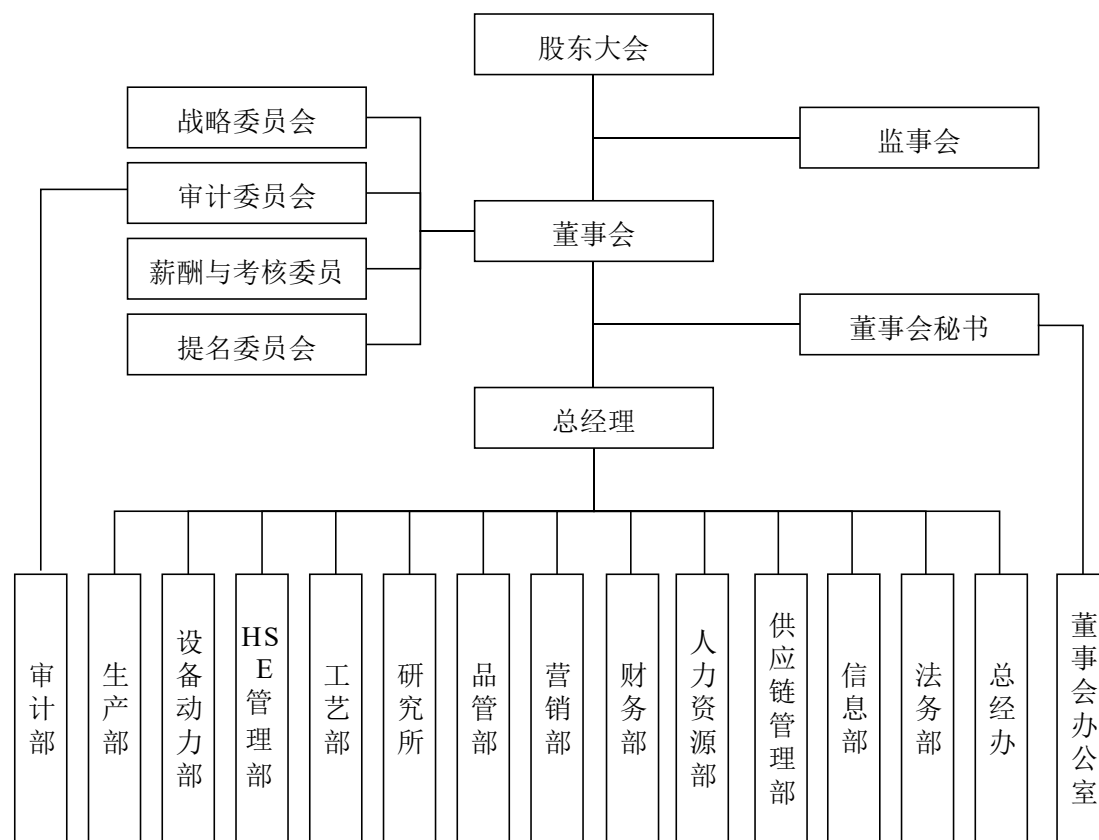 股东大会
战略委员会
监事会
审计委员会
董事会
薪酬与考核委员
提名委员会
董事会秘书
总经理
审计部
生产部
设备动力部
HSE管理部
工艺部
研究所
品管部
营销部
财务部
人力资源部
供应链管理部
信息部
法务部
总经办
董事会办公室